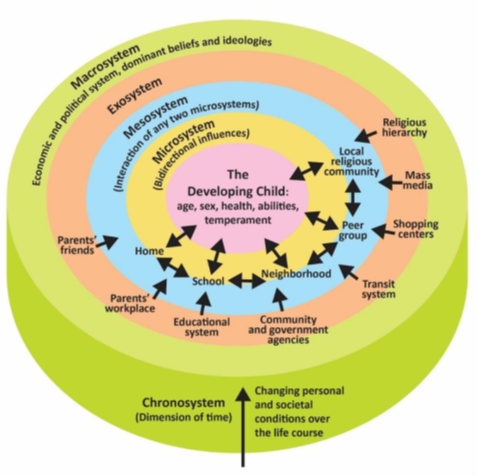 Macrosystem
Economic and political system, dominant beliefs and ideologies
Exosystem
Mesosystem
(Interaction of any two microsystems)
Microsystem
(Bidirectional influences)
The
Developing Child:
age, sex, health, abilities,
temperament
Religious
hierarchy
Local
religious
community
Mass
media
Peer
group
Shopping
centers
Parents'
friends
Home
School
Neighborhood
Transit
system
Parents'
workplace
Educational
system
Community
and government
agencies
Chronosystem
(Dimension of time)
Changing personal
and societal
conditions over
the life course